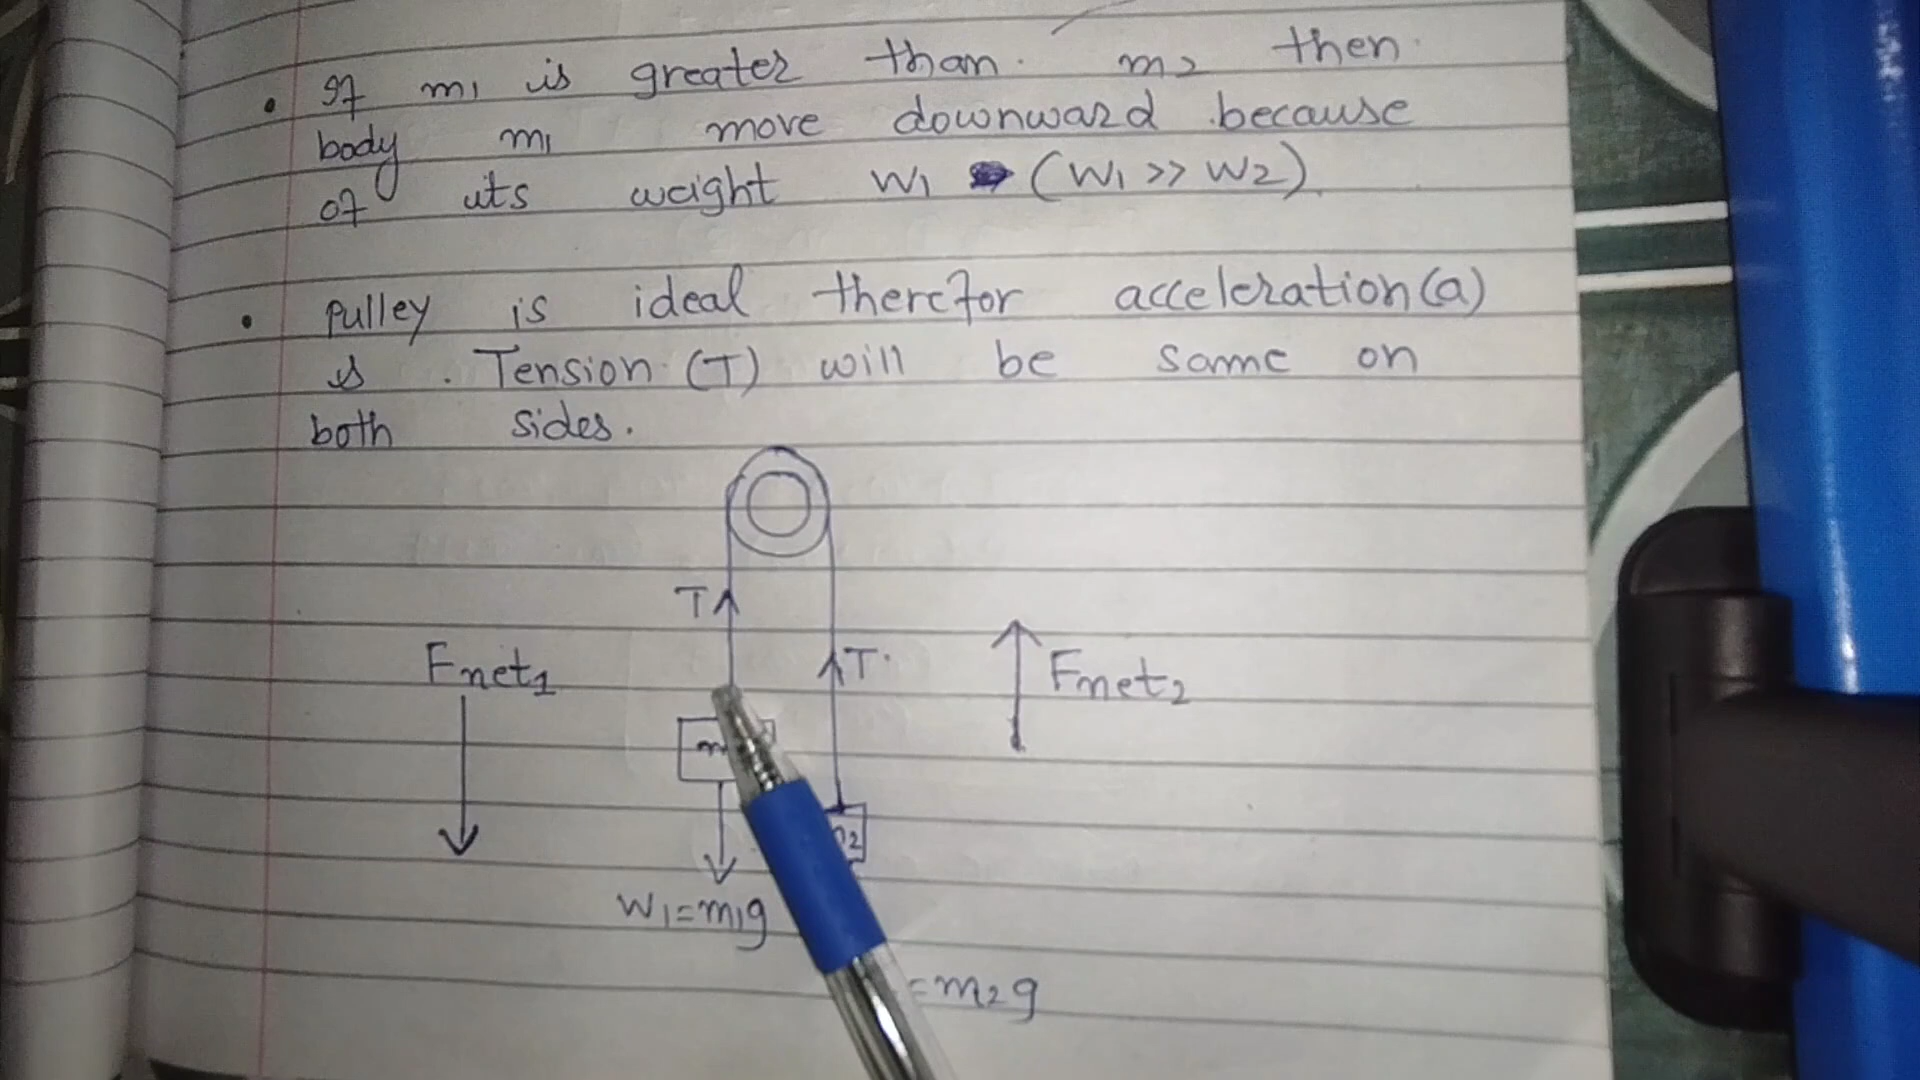 • If m1 is greater than m2 then
body m1 move downward because
of its weight W1 (W1 >> W2).
• pulley is ideal therefor acceleration(a)
& Tension (T) will be same on
both sides.
T
Fnet1
T
Fnet2
W1=m1g
=m2g